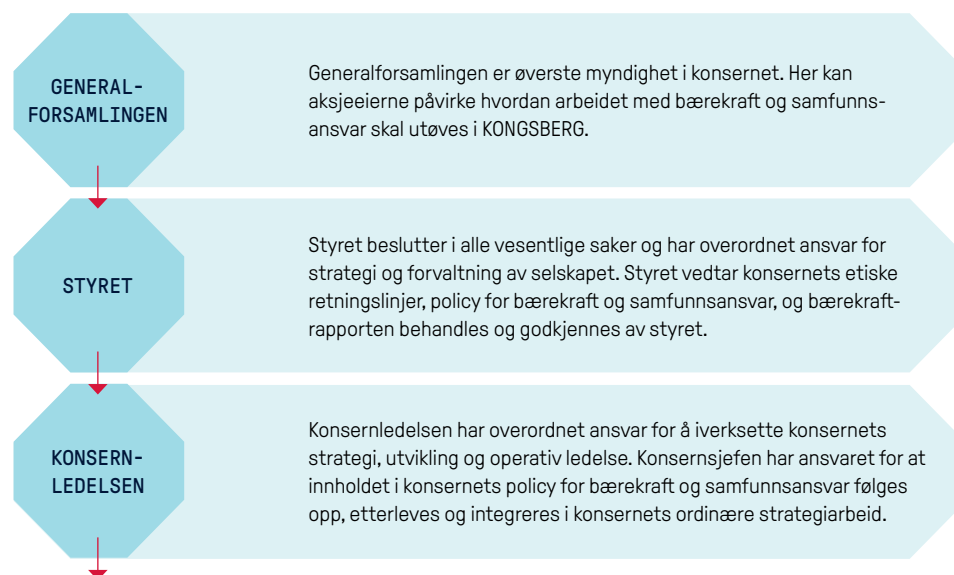 GENERAL-
FORSAMLINGEN
Generalforsamlingen er øverste myndighet i konsernet. Her kan
aksjeeierne påvirke hvordan arbeidet med bærekraft og samfunns-
ansvar skal utøves i KONGSBERG.
STYRET
Styret beslutter i alle vesentlige saker og har overordnet ansvar for
strategi og forvaltning av selskapet. Styret vedtar konsernets etiske
retningslinjer, policy for bærekraft og samfunnsansvar, og bærekraft-
rapporten behandles og godkjennes av styret.
KONSERN-
LEDELSEN
Konsernledelsen har overordnet ansvar for å iverksette konsernets
strategi, utvikling og operativ ledelse. Konsernsjefen har ansvaret for at
innholdet i konsernets policy for bærekraft og samfunnsansvar følges
opp, etterleves og integreres i konsernets ordinære strategiarbeid.